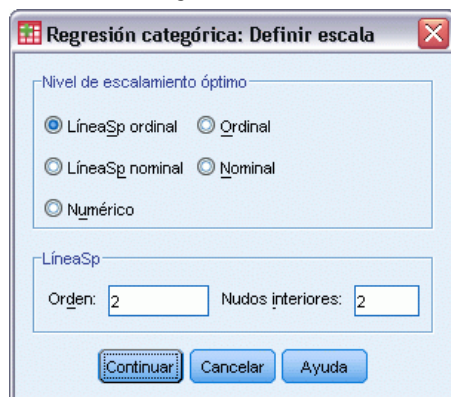 Regresión categórica: Definir escala
Nivel de escalamiento óptimo
LíneaSp ordinal Ordinal
LíneaSp nominal Nominal
Numérico
LíneaSp
Orden: 2 Nudos interiores: 2
Continuar Cancelar Ayuda